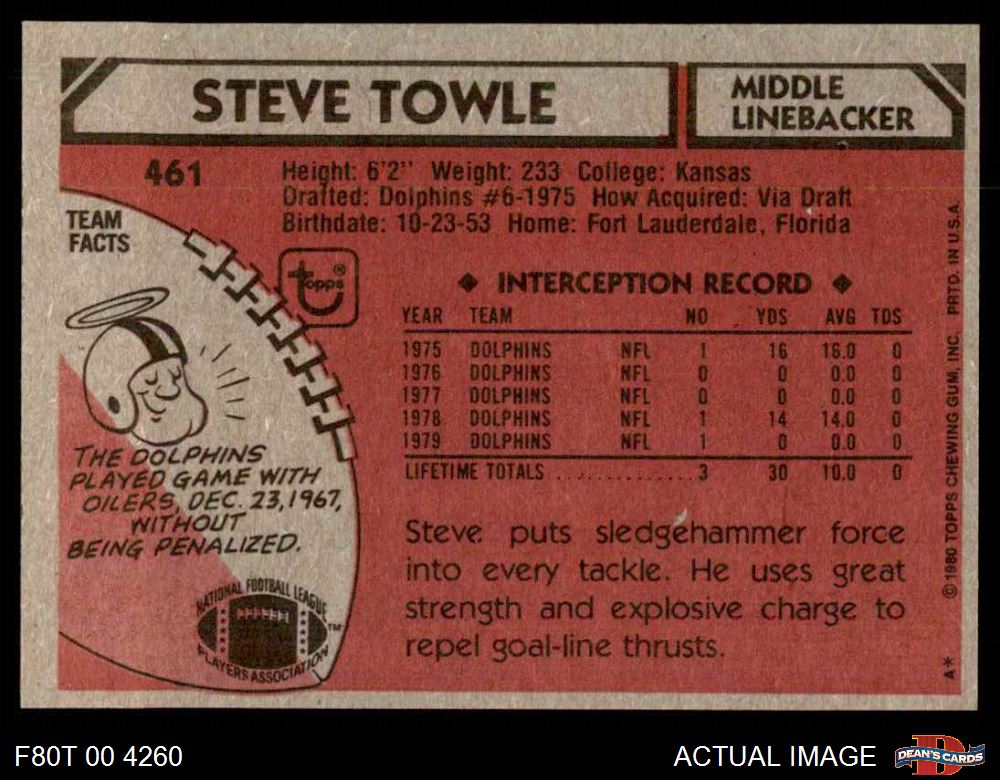 STEVE TOWLE
MIDDLE
LINEBACKER
461
Height: 6'2" Weight: 233 College: Kansas
Drafted: Dolphins #6-1975 How Acquired: Via Draft
Birthdate: 10-23-53 Home: Fort Lauderdale, Florida
TEAM
FACTS
topps®
◆ INTERCEPTION RECORD ◆
YEAR TEAM NO YDS AVG TDS
1975 DOLPHINS NFL 1 16 16.0 0
1976 DOLPHINS NFL 0 0 0.0 0
1977 DOLPHINS NFL 0 0 0.0 0
1978 DOLPHINS NFL 1 14 14.0 0
1979 DOLPHINS NFL 1 0 0.0 0
LIFETIME TOTALS .............. 3 30 10.0 0
THE DOLPHINS
PLAYED GAME WITH
OILERS, DEC. 23, 1967,
WITHOUT
BEING PENALIZED.
Steve puts sledgehammer force
into every tackle. He uses great
strength and explosive charge to
repel goal-line thrusts.
NATIONAL FOOTBALL LEAGUE
PLAYERS ASSOCIATION
TM
A* © 1980 TOPPS CHEWING GUM, INC. PRTD. IN U.S.A.
F80T 00 4260
ACTUAL IMAGE
D
DEAN'S CARDS